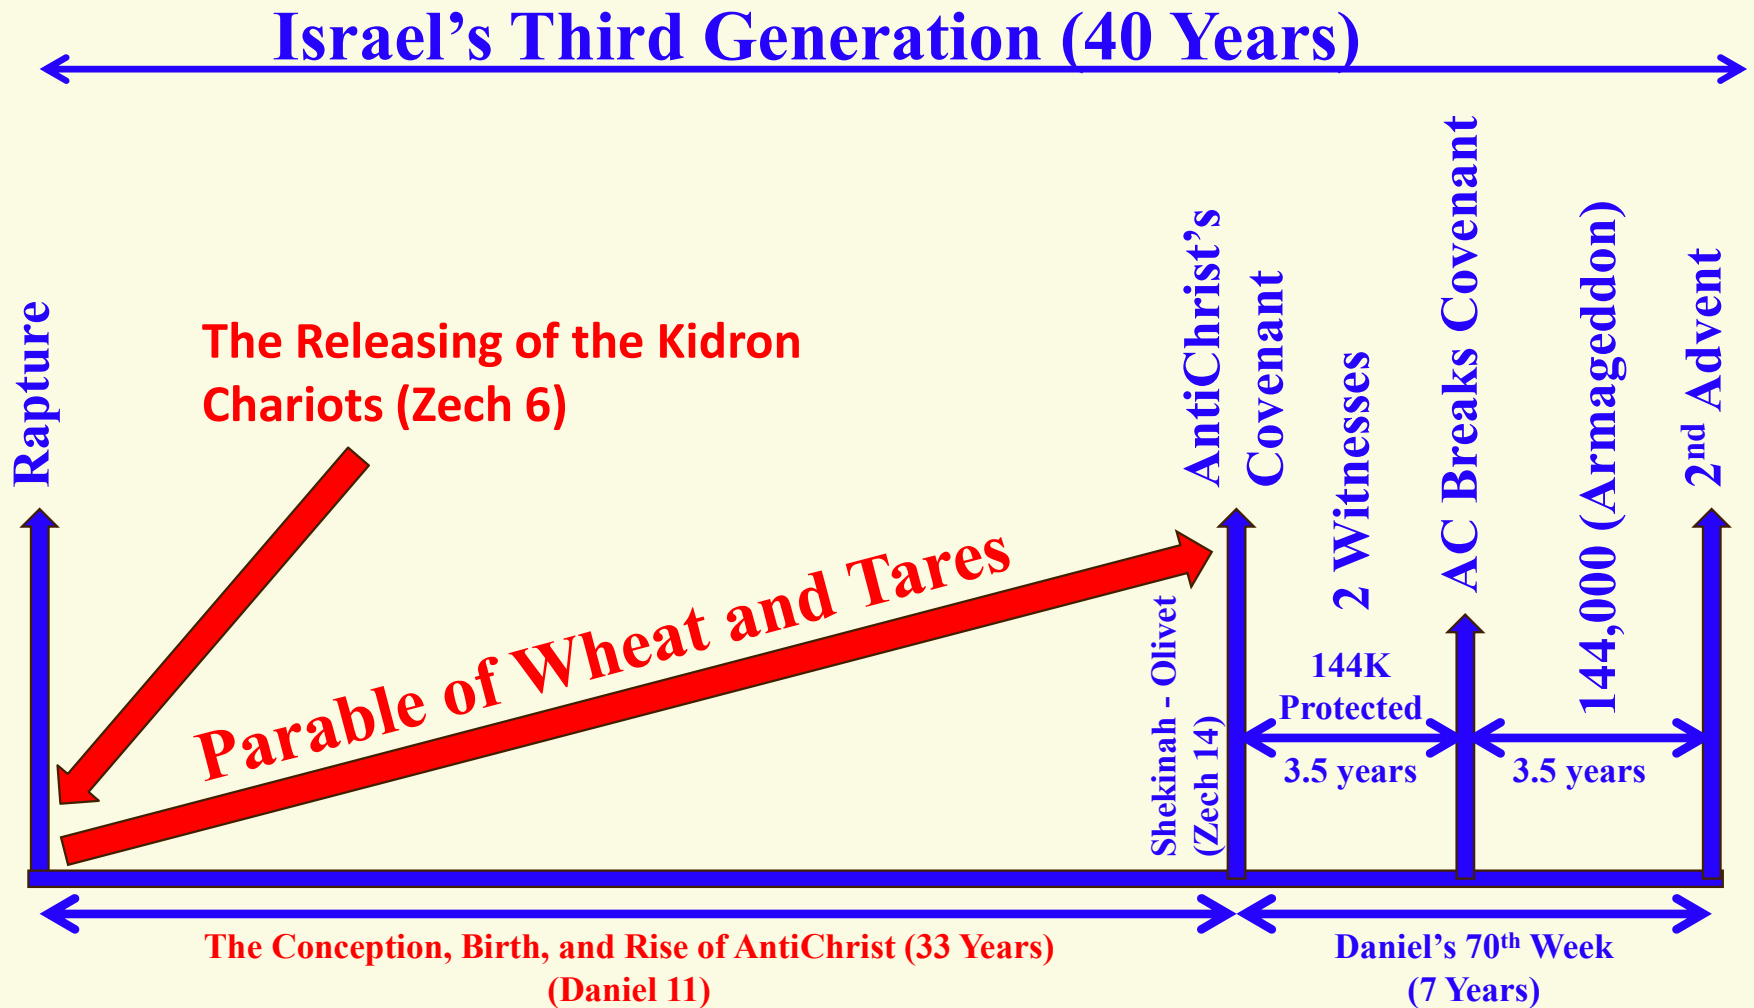 Israel’s Third Generation (40 Years)
Rapture
The Releasing of the Kidron
Chariots (Zech 6)
Parable of Wheat and Tares
Shekinah - Olivet
(Zech 14)
AntiChrist’s
Covenant
2 Witnesses
144K
Protected
3.5 years
AC Breaks Covenant
144,000 (Armageddon)
3.5 years
2nd Advent
The Conception, Birth, and Rise of AntiChrist (33 Years)
(Daniel 11)
Daniel’s 70th Week
(7 Years)